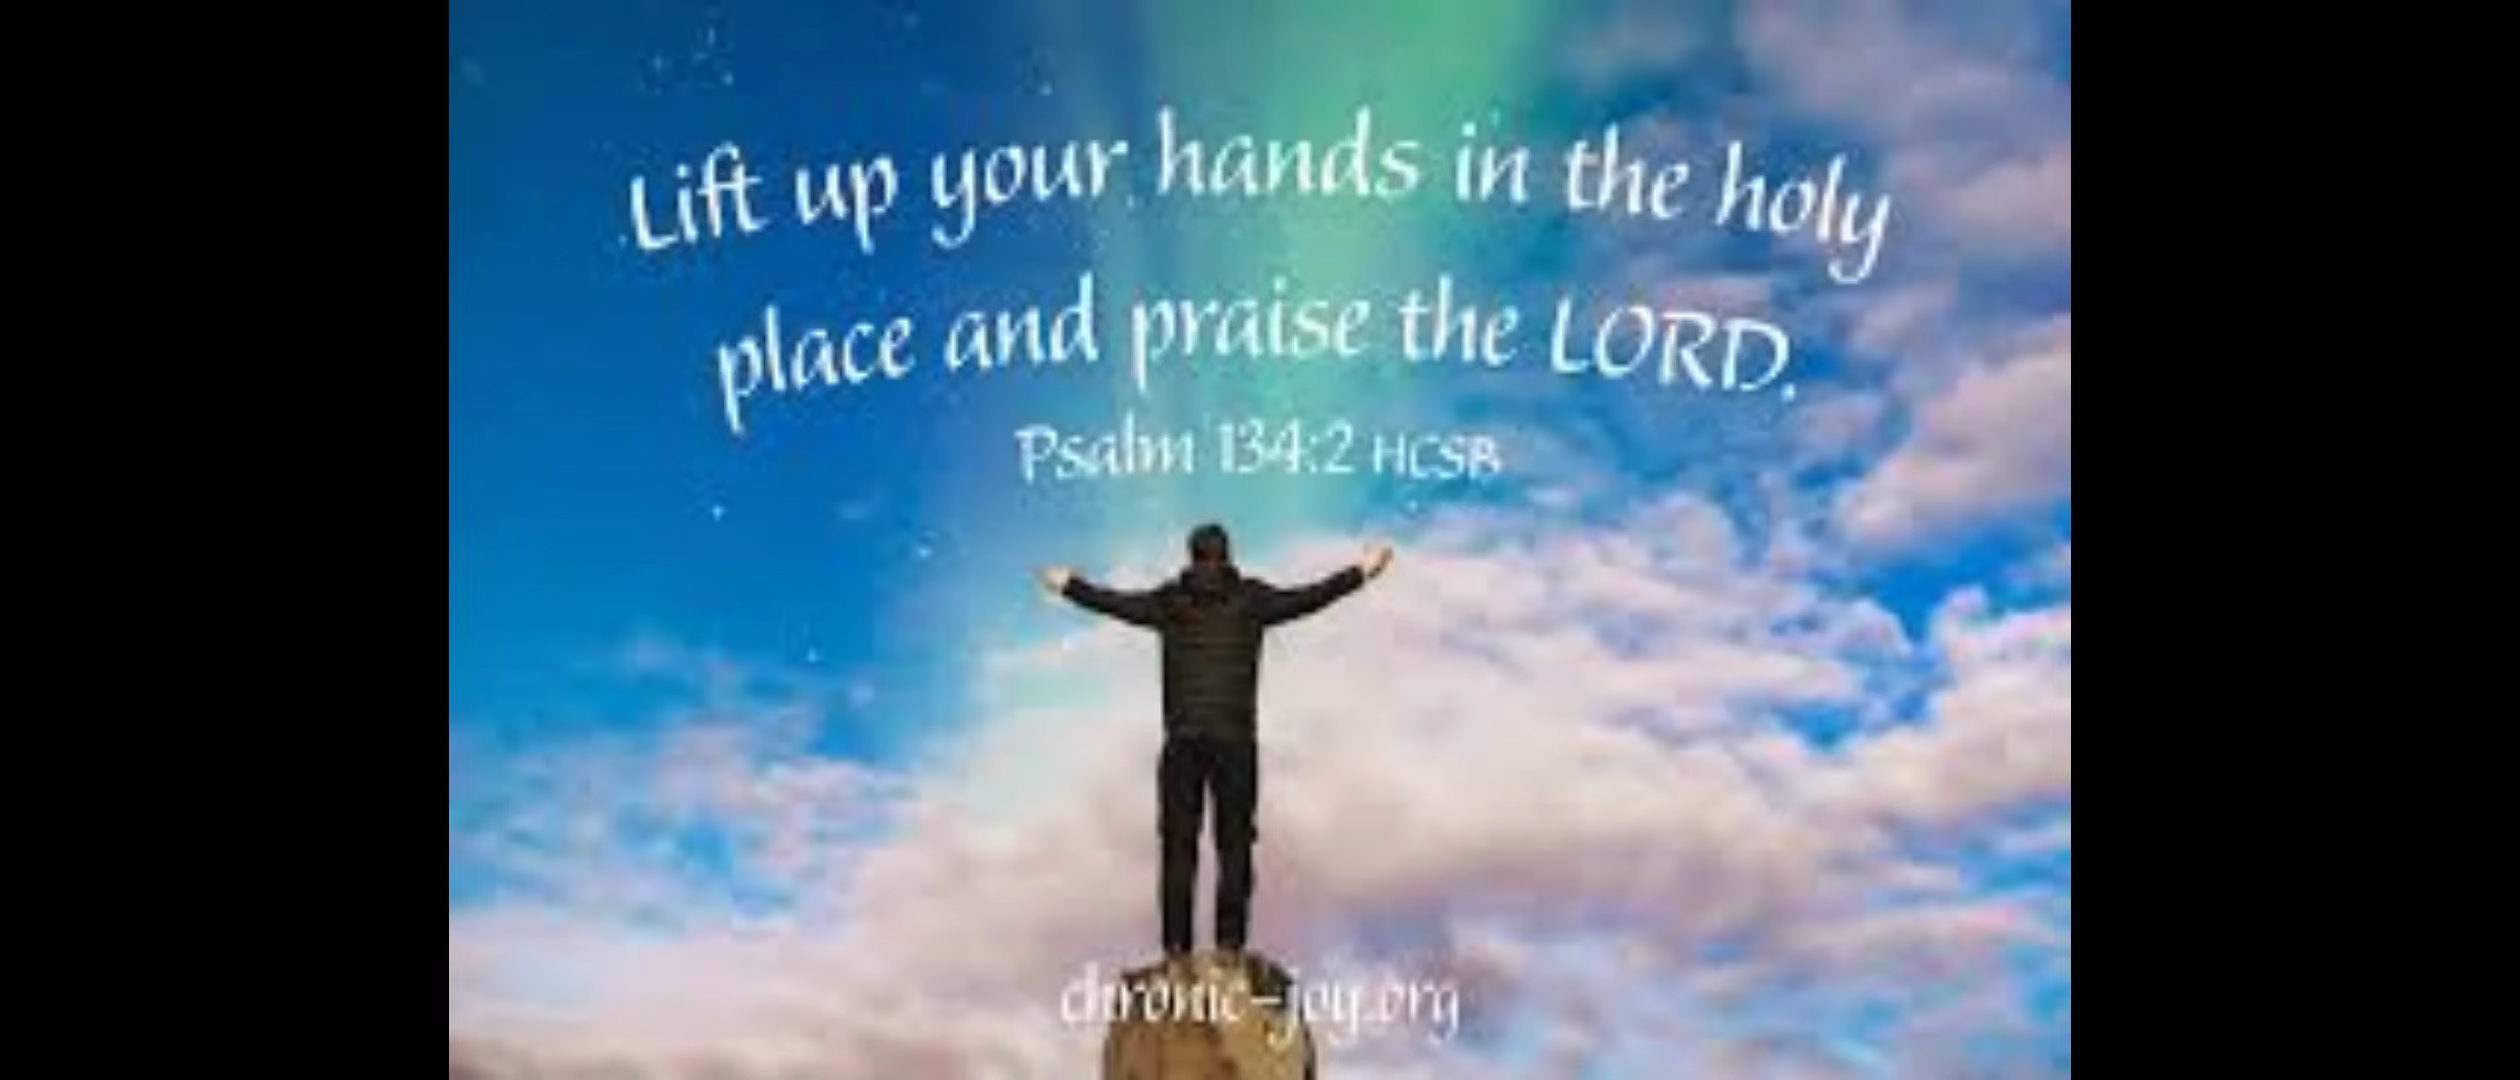 Lift up your hands in the holy
place and praise the LORD.
Psalm 134:2 HCSB
chronic-joy.org